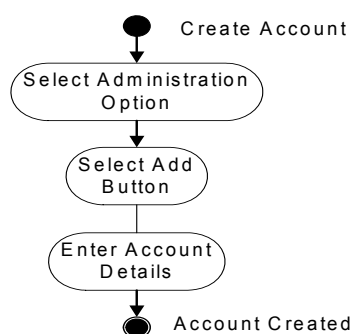 Create Account
Select Administration
Option
Select Add
Button
Enter Account
Details
Account Created